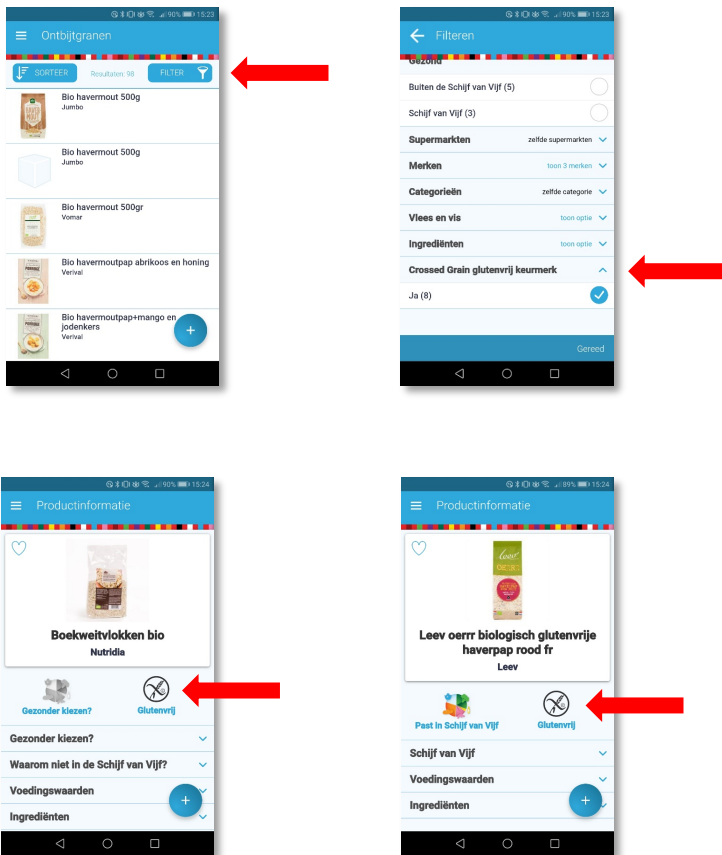 90% 15:23
Ontbijtgranen
SORTEER Resultaten: 98 FILTER
Bio havermout 500g
Jumbo
Bio havermout 500g
Jumbo
Bio havermout 500gr
Vomar
Bio havermoutpap abrikoos en honing
Verival
Bio havermoutpap+mango en
jodenkers
Verival
+
90% 15:23
Filteren
Gezond
Buiten de Schijf van Vijf (5)
Schijf van Vijf (3)
Supermarkten zelfde supermarkten
Merken toon 3 merken
Categorieën zelfde categorie
Vlees en vis toon optie
Ingrediënten toon optie
Crossed Grain glutenvrij keurmerk
Ja (8)
Gereed
90% 15:24
Productinformatie
Boekweitvlokken bio
Nutridia
Gezonder kiezen? Glutenvrij
Gezonder kiezen?
Waarom niet in de Schijf van Vijf?
Voedingswaarden
Ingrediënten
+
89% 15:24
Productinformatie
leev
Leev oerrr biologisch glutenvrije
haverpap rood fr
Leev
Past in Schijf van Vijf Glutenvrij
Schijf van Vijf
Voedingswaarden
Ingrediënten
+